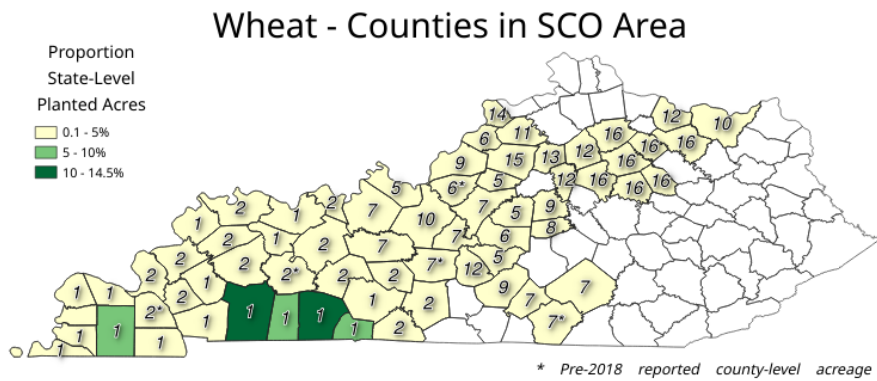 Wheat - Counties in SCO Area
Proportion
State-Level
Planted Acres
0.1 - 5%
5 - 10%
10 - 14.5%
14 12 10
6 11 16 16* 16
9 15 13 12 16*
5 6* 5 12 16 16 16
2 7 7 5 9
1 2 1 10 8
2 1 2 7 7 6
2 2 2 7* 5
2 1 2* 2 2 12
1 1 2 9 7 7
2* 1 2
1 1 1 1 1 1 1 2 7*
1 1
* Pre-2018 reported county-level acreage